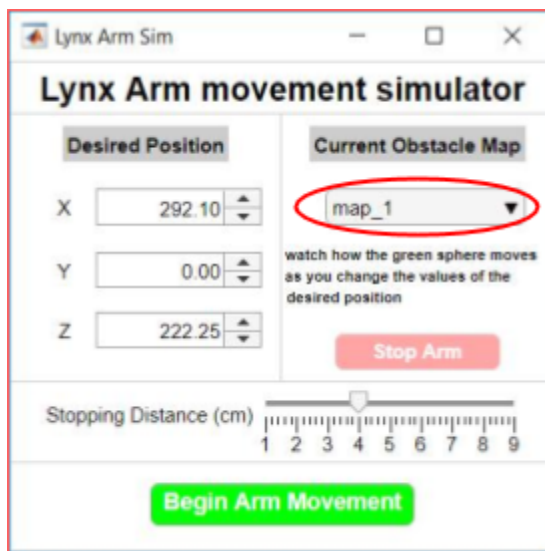 Lynx Arm Sim
Lynx Arm movement simulator
Desired Position
X 292.10
Y 0.00
Z 222.25
Current Obstacle Map
map_1
watch how the green sphere moves
as you change the values of the
desired position
Stop Arm
Stopping Distance (cm)
1 2 3 4 5 6 7 8 9
Begin Arm Movement